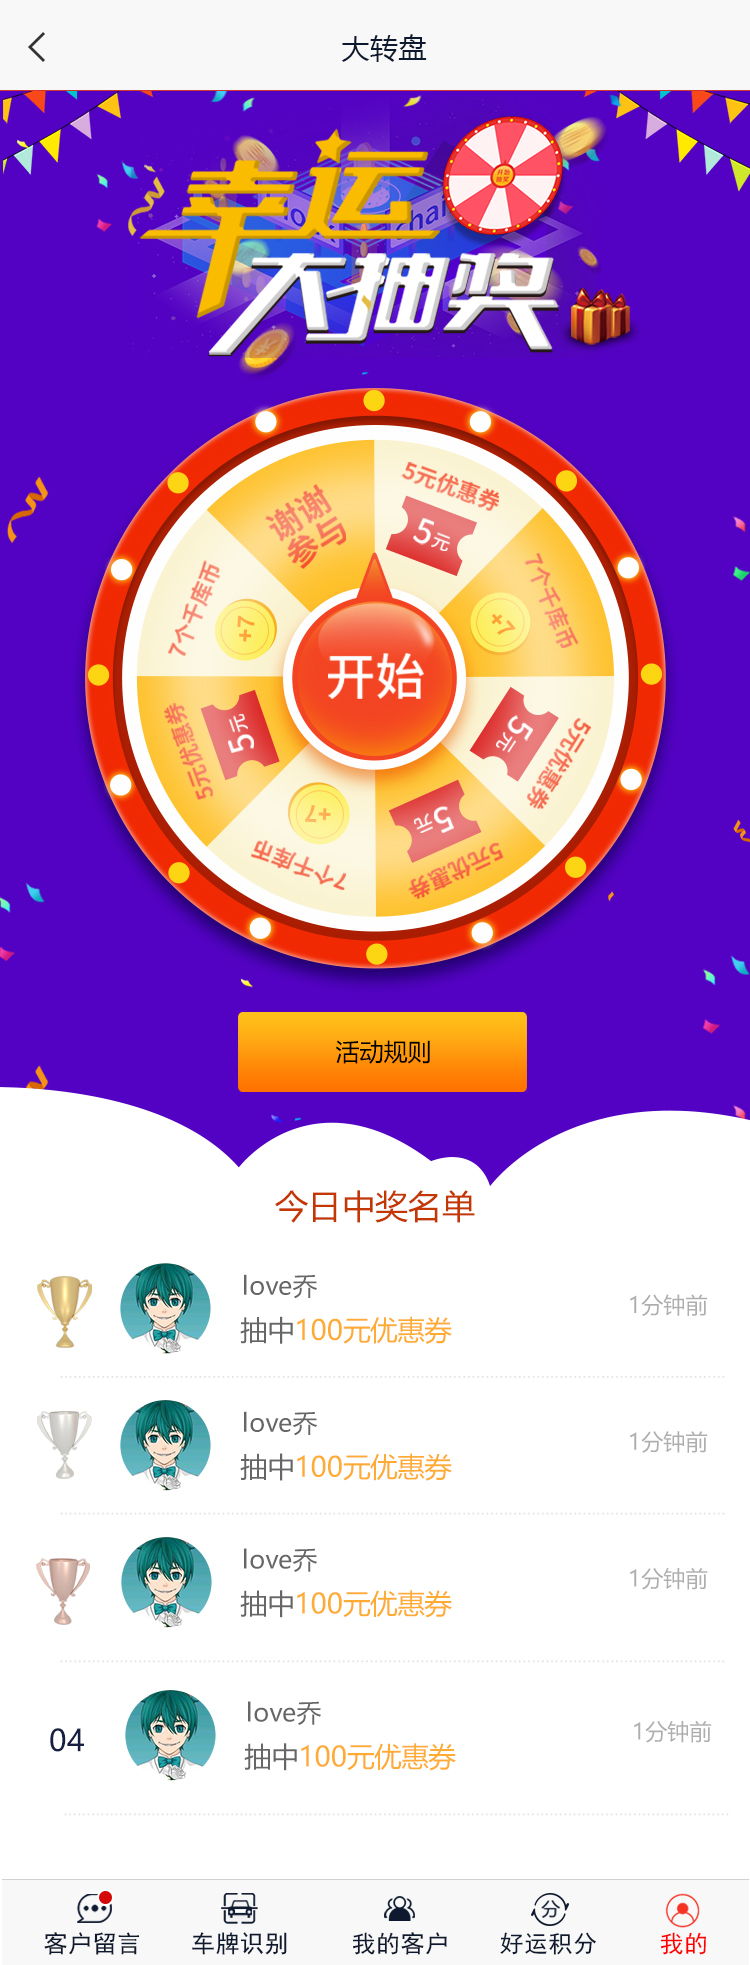 大转盘
幸运
大抽奖
开始
抽奖
谢谢
参与
5元优惠券
5元
7个千库币
+7
7个千库币
+7
开始
5元优惠券
5元
5元
5元优惠券
+7
7个千库币
5元
5元优惠券
活动规则
今日中奖名单
love乔
抽中100元优惠券
1分钟前
love乔
抽中100元优惠券
1分钟前
love乔
抽中100元优惠券
1分钟前
04
love乔
抽中100元优惠券
1分钟前
分
客户留言
车牌识别
我的客户
好运积分
我的